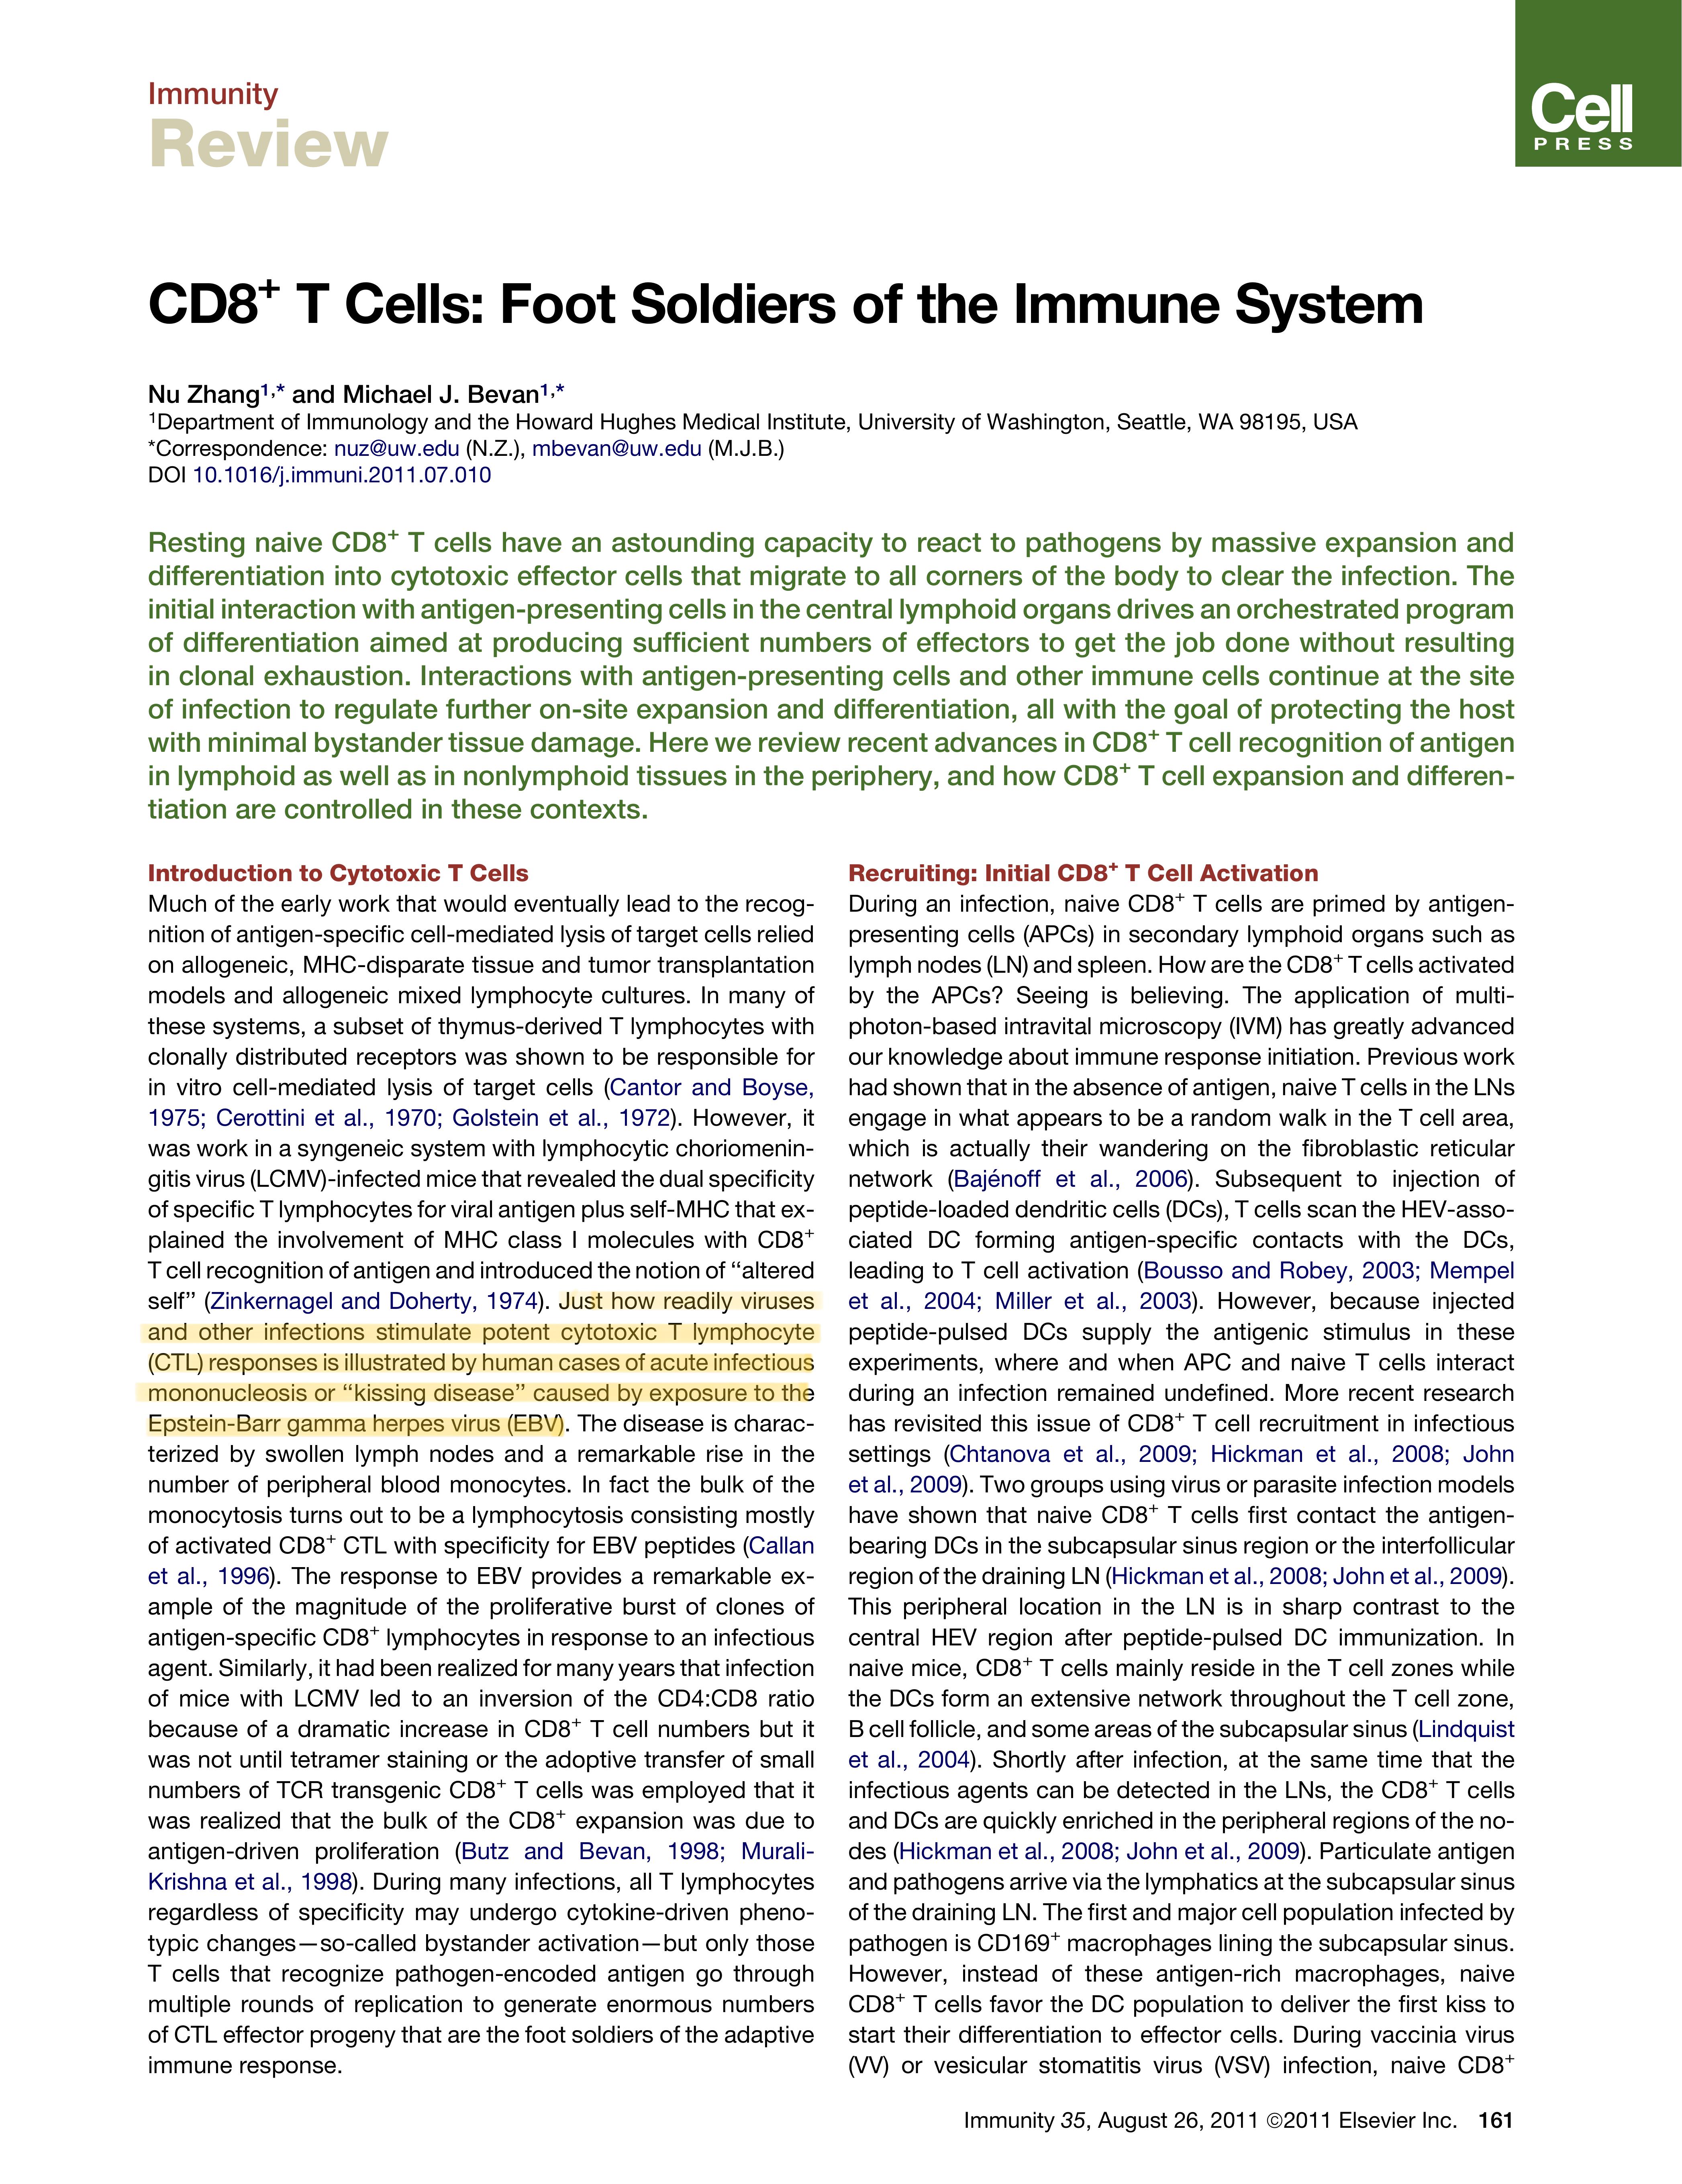 Immunity
Review
Cell
PRESS
CD8+ T Cells: Foot Soldiers of the Immune System
Nu Zhang1,* and Michael J. Bevan1,*
1Department of Immunology and the Howard Hughes Medical Institute, University of Washington, Seattle, WA 98195, USA
*Correspondence: nuz@uw.edu (N.Z.), mbevan@uw.edu (M.J.B.)
DOI 10.1016/j.immuni.2011.07.010
Resting naive CD8+ T cells have an astounding capacity to react to pathogens by massive expansion and
differentiation into cytotoxic effector cells that migrate to all corners of the body to clear the infection. The
initial interaction with antigen-presenting cells in the central lymphoid organs drives an orchestrated program
of differentiation aimed at producing sufficient numbers of effectors to get the job done without resulting
in clonal exhaustion. Interactions with antigen-presenting cells and other immune cells continue at the site
of infection to regulate further on-site expansion and differentiation, all with the goal of protecting the host
with minimal bystander tissue damage. Here we review recent advances in CD8+ T cell recognition of antigen
in lymphoid as well as in nonlymphoid tissues in the periphery, and how CD8+ T cell expansion and differen-
tiation are controlled in these contexts.
Introduction to Cytotoxic T Cells
Much of the early work that would eventually lead to the recog-
nition of antigen-specific cell-mediated lysis of target cells relied
on allogeneic, MHC-disparate tissue and tumor transplantation
models and allogeneic mixed lymphocyte cultures. In many of
these systems, a subset of thymus-derived T lymphocytes with
clonally distributed receptors was shown to be responsible for
in vitro cell-mediated lysis of target cells (Cantor and Boyse,
1975; Cerottini et al., 1970; Golstein et al., 1972). However, it
was work in a syngeneic system with lymphocytic choriomenin-
gitis virus (LCMV)-infected mice that revealed the dual specificity
of specific T lymphocytes for viral antigen plus self-MHC that ex-
plained the involvement of MHC class I molecules with CD8+
T cell recognition of antigen and introduced the notion of “altered
self” (Zinkernagel and Doherty, 1974). Just how readily viruses
and other infections stimulate potent cytotoxic T lymphocyte
(CTL) responses is illustrated by human cases of acute infectious
mononucleosis or “kissing disease” caused by exposure to the
Epstein-Barr gamma herpes virus (EBV). The disease is charac-
terized by swollen lymph nodes and a remarkable rise in the
number of peripheral blood monocytes. In fact the bulk of the
monocytosis turns out to be a lymphocytosis consisting mostly
of activated CD8+ CTL with specificity for EBV peptides (Callan
et al., 1996). The response to EBV provides a remarkable ex-
ample of the magnitude of the proliferative burst of clones of
antigen-specific CD8+ lymphocytes in response to an infectious
agent. Similarly, it had been realized for many years that infection
of mice with LCMV led to an inversion of the CD4:CD8 ratio
because of a dramatic increase in CD8+ T cell numbers but it
was not until tetramer staining or the adoptive transfer of small
numbers of TCR transgenic CD8+ T cells was employed that it
was realized that the bulk of the CD8+ expansion was due to
antigen-driven proliferation (Butz and Bevan, 1998; Murali-
Krishna et al., 1998). During many infections, all T lymphocytes
regardless of specificity may undergo cytokine-driven pheno-
typic changes—so-called bystander activation—but only those
T cells that recognize pathogen-encoded antigen go through
multiple rounds of replication to generate enormous numbers
of CTL effector progeny that are the foot soldiers of the adaptive
immune response.
Recruiting: Initial CD8+ T Cell Activation
During an infection, naive CD8+ T cells are primed by antigen-
presenting cells (APCs) in secondary lymphoid organs such as
lymph nodes (LN) and spleen. How are the CD8+ T cells activated
by the APCs? Seeing is believing. The application of multi-
photon-based intravital microscopy (IVM) has greatly advanced
our knowledge about immune response initiation. Previous work
had shown that in the absence of antigen, naive T cells in the LNs
engage in what appears to be a random walk in the T cell area,
which is actually their wandering on the fibroblastic reticular
network (Bajénoff et al., 2006). Subsequent to injection of
peptide-loaded dendritic cells (DCs), T cells scan the HEV-asso-
ciated DC forming antigen-specific contacts with the DCs,
leading to T cell activation (Bousso and Robey, 2003; Mempel
et al., 2004; Miller et al., 2003). However, because injected
peptide-pulsed DCs supply the antigenic stimulus in these
experiments, where and when APC and naive T cells interact
during an infection remained undefined. More recent research
has revisited this issue of CD8+ T cell recruitment in infectious
settings (Chtanova et al., 2009; Hickman et al., 2008; John
et al., 2009). Two groups using virus or parasite infection models
have shown that naive CD8+ T cells first contact the antigen-
bearing DCs in the subcapsular sinus region or the interfollicular
region of the draining LN (Hickman et al., 2008; John et al., 2009).
This peripheral location in the LN is in sharp contrast to the
central HEV region after peptide-pulsed DC immunization. In
naive mice, CD8+ T cells mainly reside in the T cell zones while
the DCs form an extensive network throughout the T cell zone,
B cell follicle, and some areas of the subcapsular sinus (Lindquist
et al., 2004). Shortly after infection, at the same time that the
infectious agents can be detected in the LNs, the CD8+ T cells
and DCs are quickly enriched in the peripheral regions of the no-
des (Hickman et al., 2008; John et al., 2009). Particulate antigen
and pathogens arrive via the lymphatics at the subcapsular sinus
of the draining LN. The first and major cell population infected by
pathogen is CD169+ macrophages lining the subcapsular sinus.
However, instead of these antigen-rich macrophages, naive
CD8+ T cells favor the DC population to deliver the first kiss to
start their differentiation to effector cells. During vaccinia virus
(VV) or vesicular stomatitis virus (VSV) infection, naive CD8+
Immunity 35, August 26, 2011 ©2011 Elsevier Inc. 161